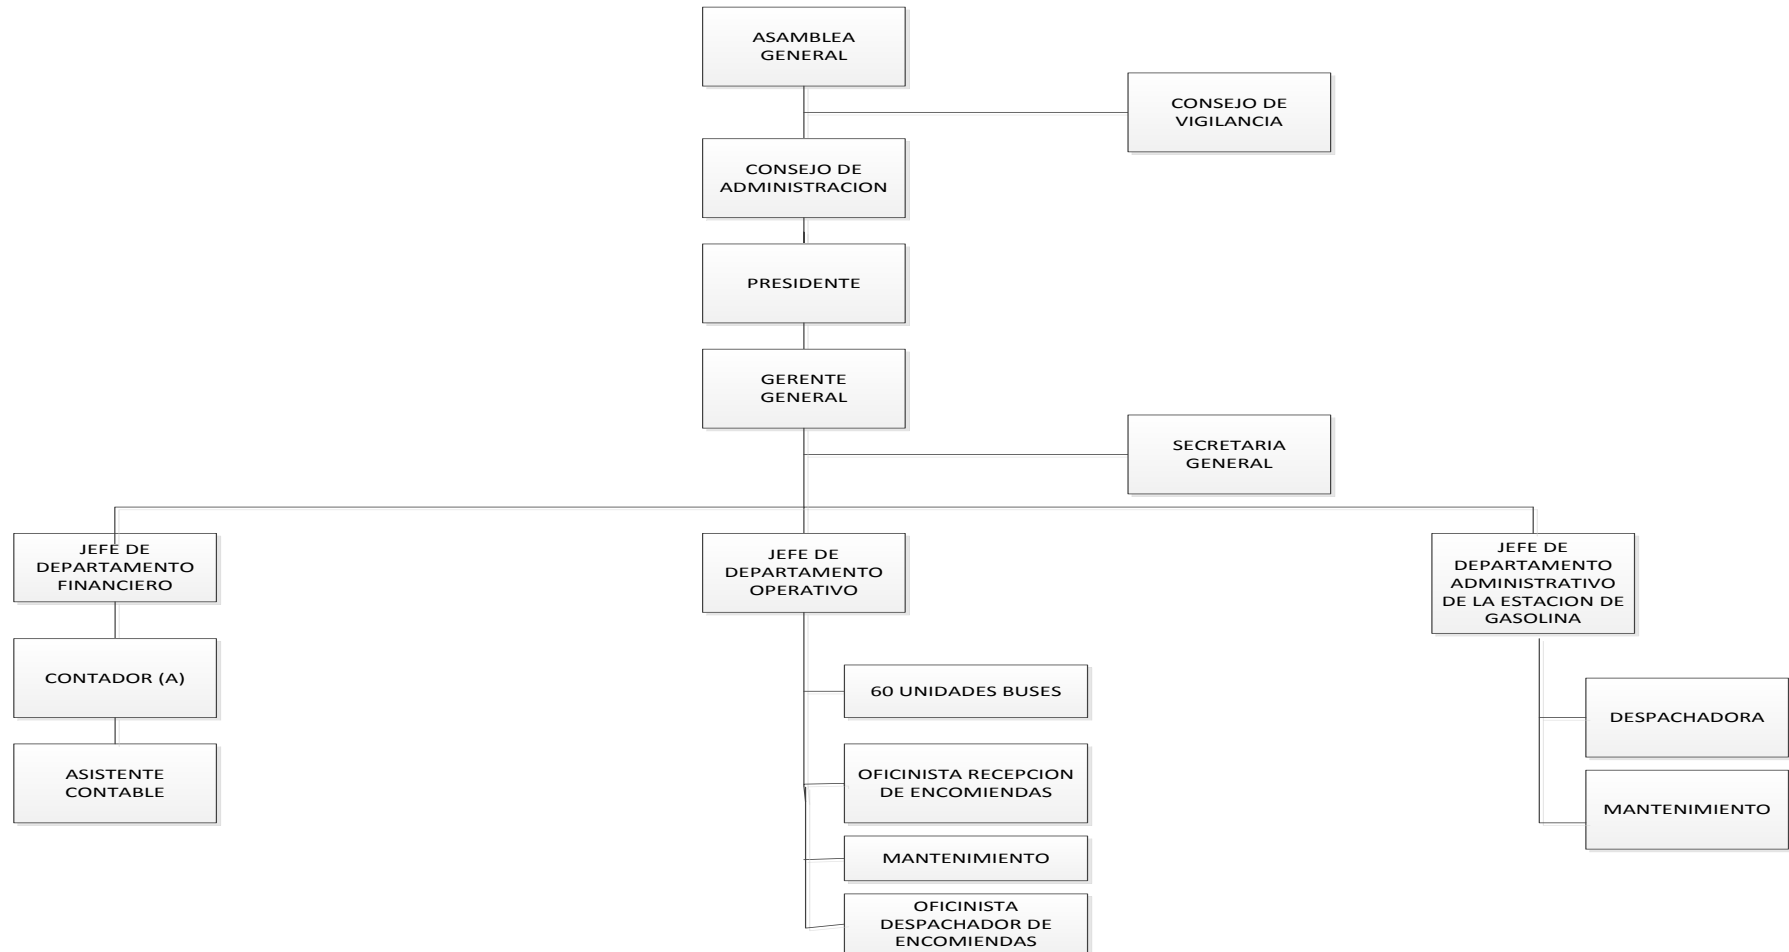 ASAMBLEA
GENERAL
CONSEJO DE
VIGILANCIA
CONSEJO DE
ADMINISTRACION
PRESIDENTE
GERENTE
GENERAL
SECRETARIA
GENERAL
JEFE DE
DEPARTAMENTO
FINANCIERO
JEFE DE
DEPARTAMENTO
OPERATIVO
JEFE DE
DEPARTAMENTO
ADMINISTRATIVO
DE LA ESTACION DE
GASOLINA
CONTADOR (A)
ASISTENTE
CONTABLE
60 UNIDADES BUSES
OFICINISTA RECEPCION
DE ENCOMIENDAS
MANTENIMIENTO
OFICINISTA
DESPACHADOR DE
ENCOMIENDAS
DESPACHADORA
MANTENIMIENTO